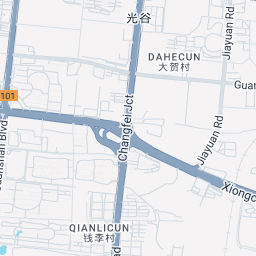 光谷
Jiayuan Rd
DAHECUN
大贺村
Guan
101
Changfei Jct
Jiayuan Rd
Xiongc
QIANLICUN
钱李村